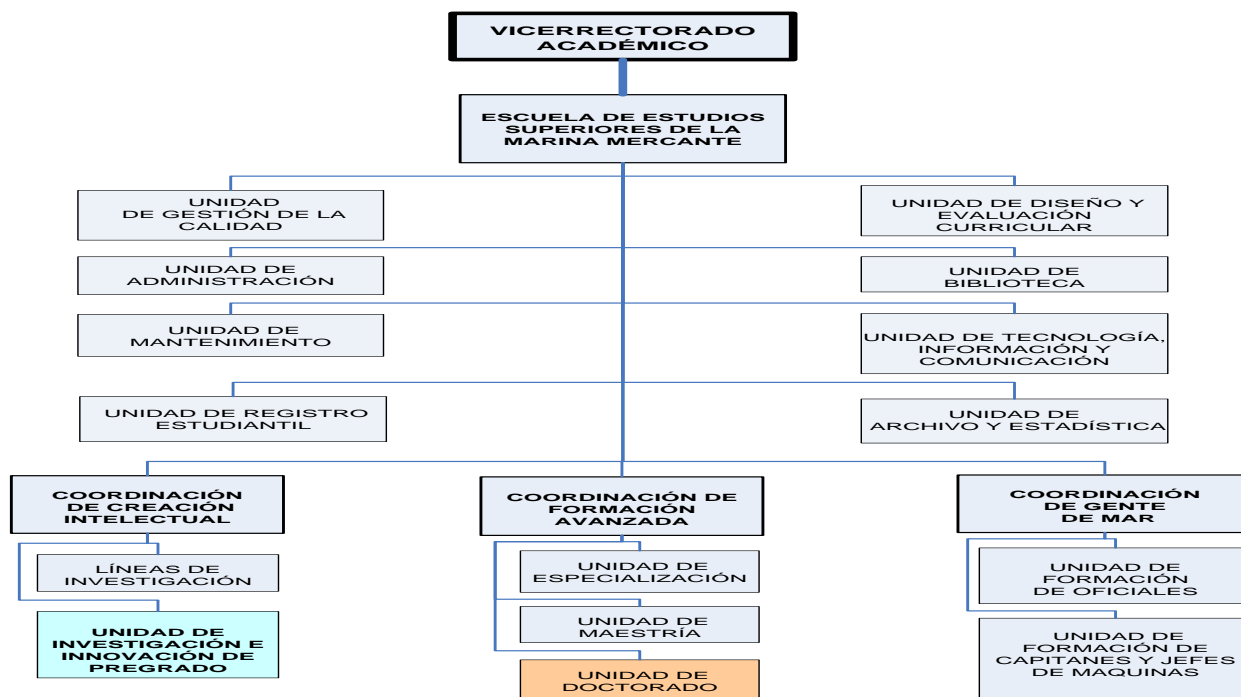 VICERRECTORADO
ACADÉMICO
ESCUELA DE ESTUDIOS
SUPERIORES DE LA
MARINA MERCANTE
UNIDAD
DE GESTIÓN DE LA
CALIDAD
UNIDAD DE DISEÑO Y
EVALUACIÓN
CURRICULAR
UNIDAD DE
ADMINISTRACIÓN
UNIDAD DE
BIBLIOTECA
UNIDAD DE
MANTENIMIENTO
UNIDAD DE TECNOLOGÍA,
INFORMACIÓN Y
COMUNICACIÓN
UNIDAD DE REGISTRO
ESTUDIANTIL
UNIDAD DE
ARCHIVO Y ESTADÍSTICA
COORDINACIÓN
DE CREACIÓN
INTELECTUAL
LÍNEAS DE
INVESTIGACIÓN
UNIDAD DE
INVESTIGACIÓN E
INNOVACIÓN DE
PREGRADO
COORDINACIÓN DE
FORMACIÓN
AVANZADA
UNIDAD DE
ESPECIALIZACIÓN
UNIDAD DE
MAESTRÍA
UNIDAD DE
DOCTORADO
COORDINACIÓN
DE GENTE
DE MAR
UNIDAD DE
FORMACIÓN
DE OFICIALES
UNIDAD DE
FORMACIÓN DE
CAPITANES Y JEFES
DE MAQUINAS